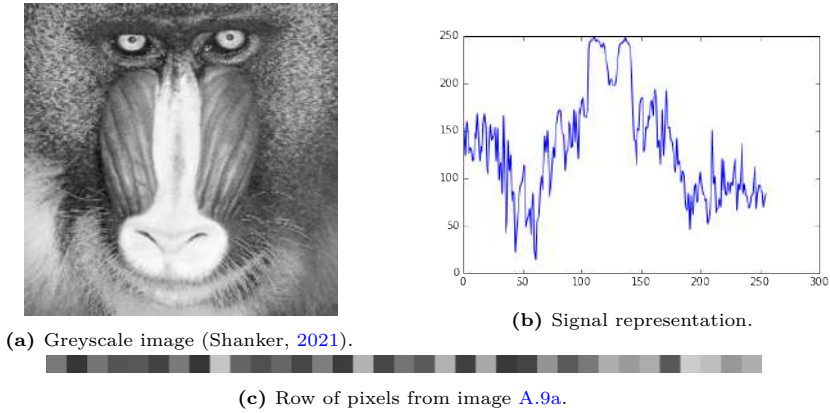 250
200
150
100
50
0
0 50 100 150 200 250 300
(a) Greyscale image (Shanker, 2021).
(b) Signal representation.
(c) Row of pixels from image A.9a.